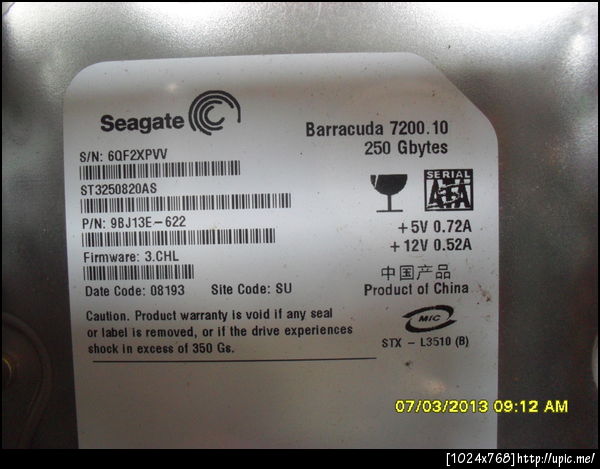 Seagate
Barracuda 7200.10
250 Gbytes
S/N: 6QF2XPVV
ST3250820AS
SERIAL
ATA
P/N: 9BJ13E-622
+5V 0.72A
+12V 0.52A
Firmware: 3.CHL
中国产品
Product of China
Date Code: 08193 Site Code: SU
Caution. Product warranty is void if any seal
or label is removed, or if the drive experiences
shock in excess of 350 Gs.
MIC
STX - L3510 (B)
07/03/2013 09:12 AM
[1024x768]http://upic.me/